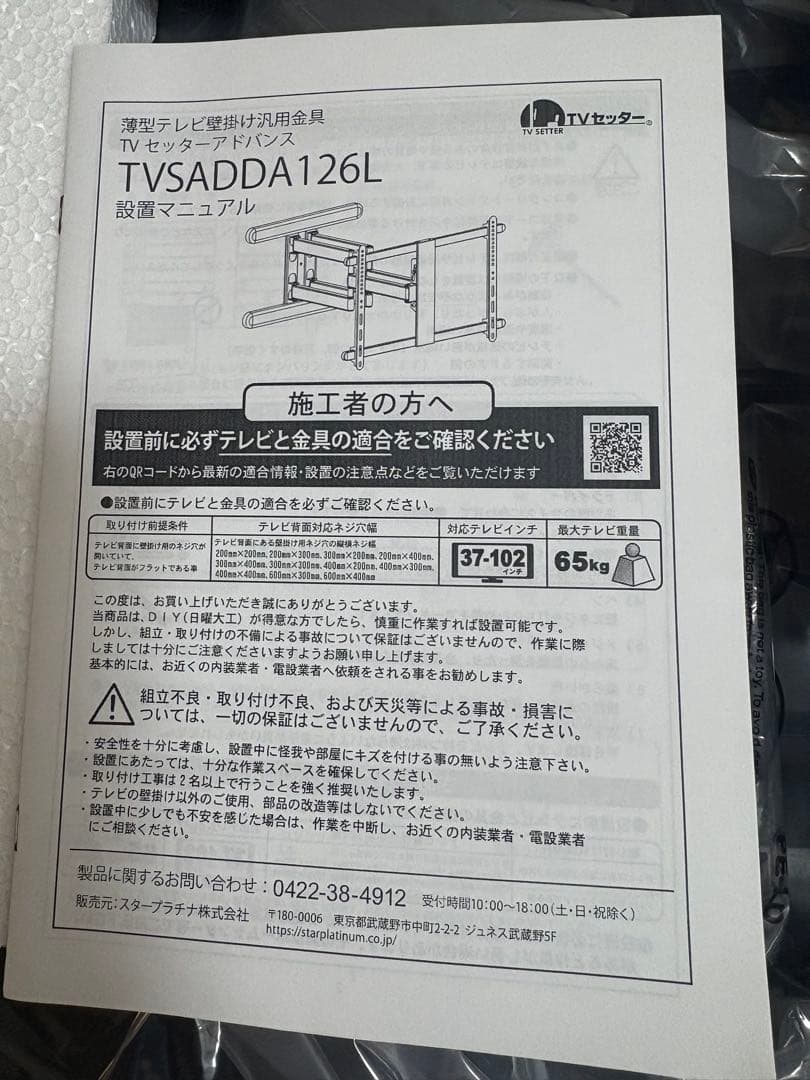 薄型テレビ壁掛け汎用金具
TVセッターアドバンス
TVSADDA126L
設置マニュアル
TV SETTER
TVセッター®
施工者の方へ
設置前に必ずテレビと金具の適合をご確認ください
右のQRコードから最新の適合情報・設置の注意点などをご覧いただけます
●設置前にテレビと金具の適合を必ずご確認ください。
取り付け前提条件
テレビ背面に壁掛け用のネジ穴が
開いていて、
テレビ背面がフラットである事
テレビ背面対応ネジ穴幅
テレビ背面にある壁掛け用ネジ穴の縦横ネジ幅
200mm×200mm、200mm×300mm、300mm×200mm、200mm×400mm、
300mm×400mm、300mm×300mm、400mm×200mm、400mm×300mm、
400mm×400mm、600mm×300mm、600mm×400mm
対応テレビインチ
37-102
インチ
最大テレビ重量
65kg
この度は、お買い上げいただき誠にありがとうございます。
当商品は、DIY(日曜大工)が得意な方でしたら、慎重に作業すれば設置可能です。
しかし、組立・取り付けの不備による事故について保証はございませんので、作業に際
しましては十分にご注意くださいますようお願い申し上げます。
基本的には、お近くの内装業者・電設業者へ依頼をされる事をお勧めします。
組立不良・取り付け不良、および天災等による事故・損害に
ついては、一切の保証はございませんので、ご了承ください。
・安全性を十分に考慮し、設置中に怪我や部屋にキズを付ける事の無いよう注意下さい。
・設置にあたっては、十分な作業スペースを確保してください。
・取り付け工事は2名以上で行うことを強く推奨いたします。
・テレビの壁掛け以外のご使用、部品の改造等はしないでください。
・設置中に少しでも不安を感じた場合は、作業を中断し、お近くの内装業者・電設業者
にご相談ください。
製品に関するお問い合わせ：0422-38-4912 受付時間10:00～18:00(土・日・祝除く)
販売元：スタープラチナ株式会社 〒180-0006 東京都武蔵野市中町2-2-2 ジュネス武蔵野5F
https://starplatinum.co.jp/